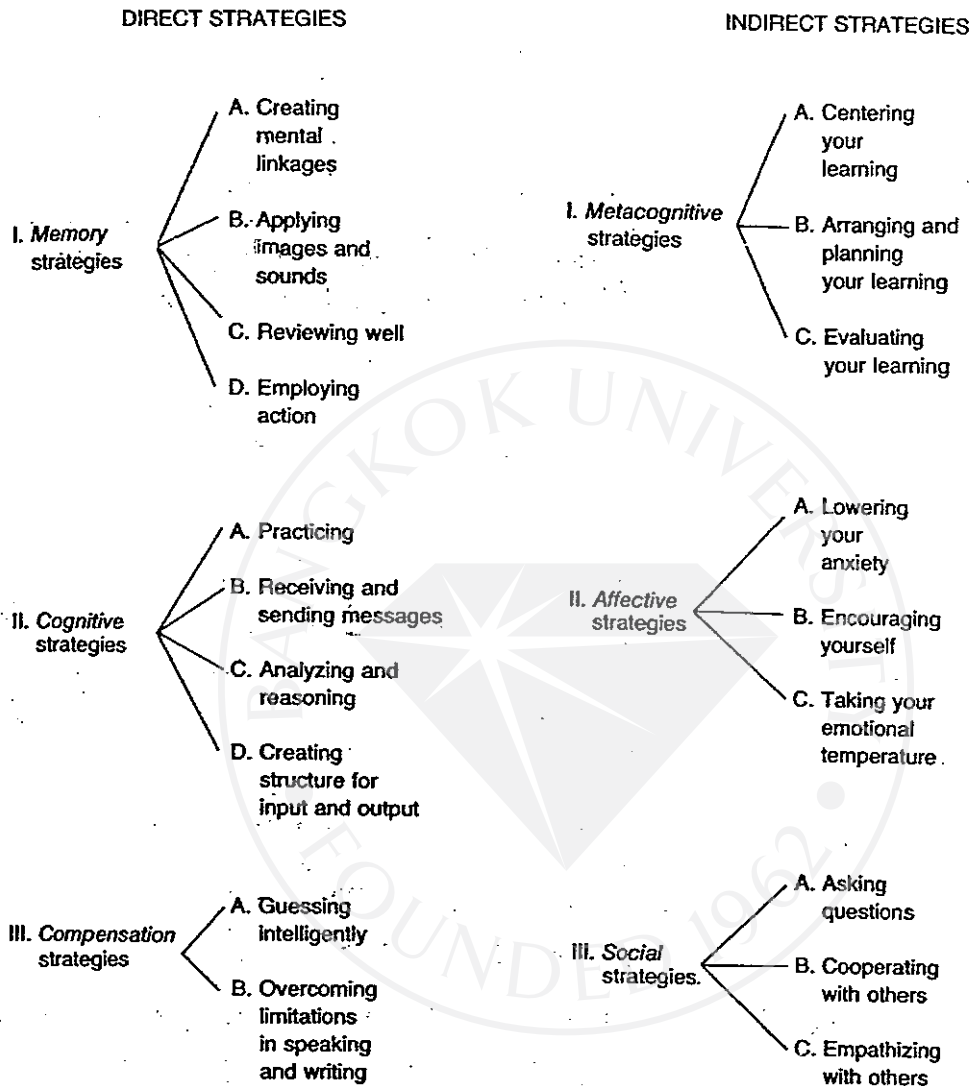 DIRECT STRATEGIES
I. Memory
strategies
A. Creating
mental
linkages
B. Applying
images and
sounds
C. Reviewing well
D. Employing
action
II. Cognitive
strategies
A. Practicing
B. Receiving and
sending messages
C. Analyzing and
reasoning
D. Creating
structure for
input and output
III. Compensation
strategies
A. Guessing
intelligently
B. Overcoming
limitations
in speaking
and writing
INDIRECT STRATEGIES
I. Metacognitive
strategies
A. Centering
your
learning
B. Arranging and
planning
your learning
C. Evaluating
your learning
II. Affective
strategies
A. Lowering
your
anxiety
B. Encouraging
yourself
C. Taking your
emotional
temperature
III. Social
strategies.
A. Asking
questions
B. Cooperating
with others
C. Empathizing
with others
BANGKOK UNIVERSITY
FOUNDED 1962